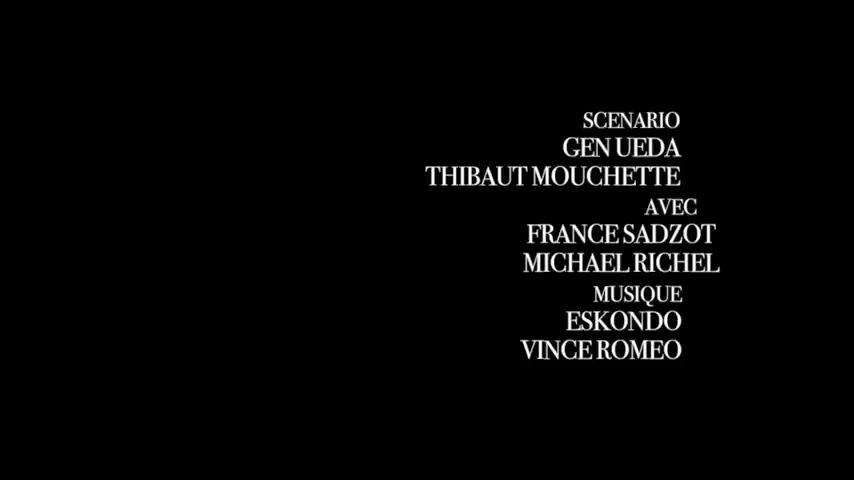 SCENARIO
GEN UEDA
THIBAUT MOUCHETTE
AVEC
FRANCE SADZOT
MICHAEL RICHEL
MUSIQUE
ESKONDO
VINCE ROMEO